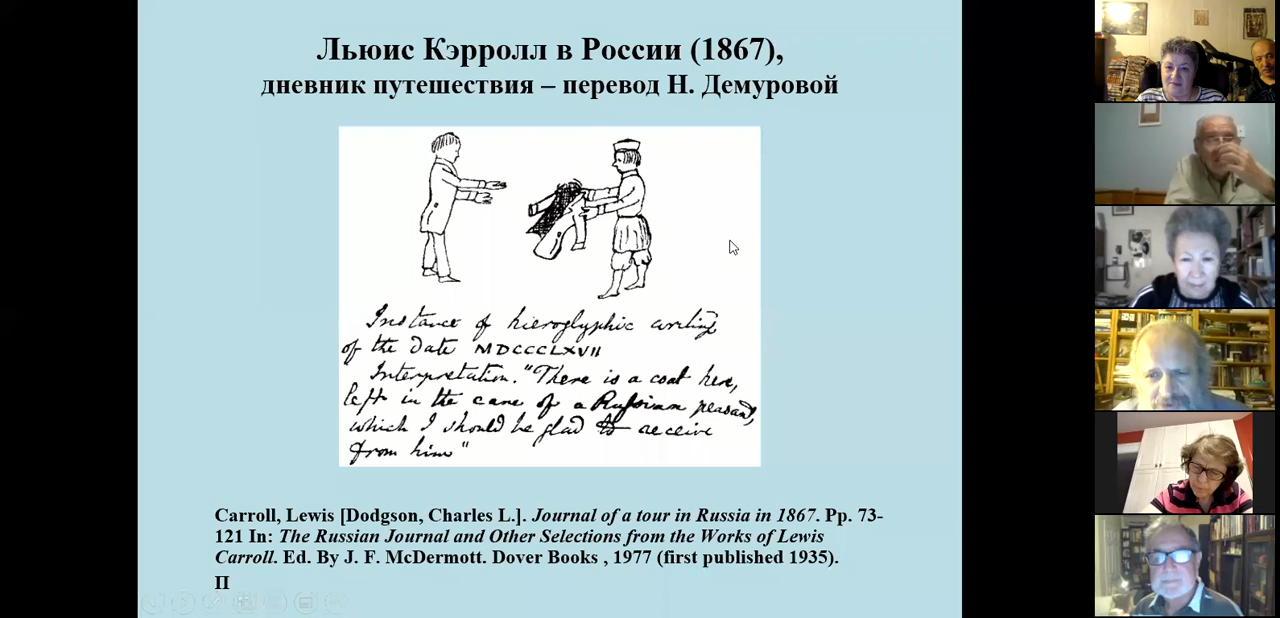 Льюис Кэрролл в России (1867),
дневник путешествия – перевод Н. Демуровой
Instance of hieroglyphic writing
of the date MDCCCLXVII
Interpretation. "There is a coat here,
left in the care of a Russian peasant,
which I should be glad to receive
from him"
Carroll, Lewis [Dodgson, Charles L.]. Journal of a tour in Russia in 1867. Pp. 73-
121 In: The Russian Journal and Other Selections from the Works of Lewis
Carroll. Ed. By J. F. McDermott. Dover Books , 1977 (first published 1935).
П